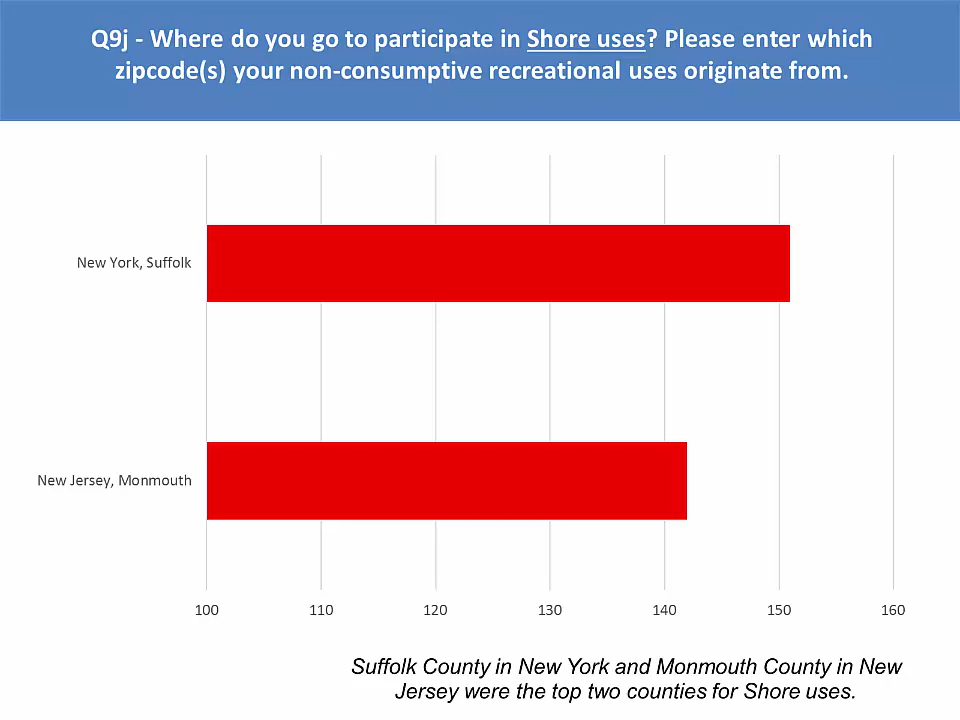 Q9j - Where do you go to participate in Shore uses? Please enter which
zipcode(s) your non-consumptive recreational uses originate from.
New York, Suffolk
New Jersey, Monmouth
100 110 120 130 140 150 160
Suffolk County in New York and Monmouth County in New
Jersey were the top two counties for Shore uses.